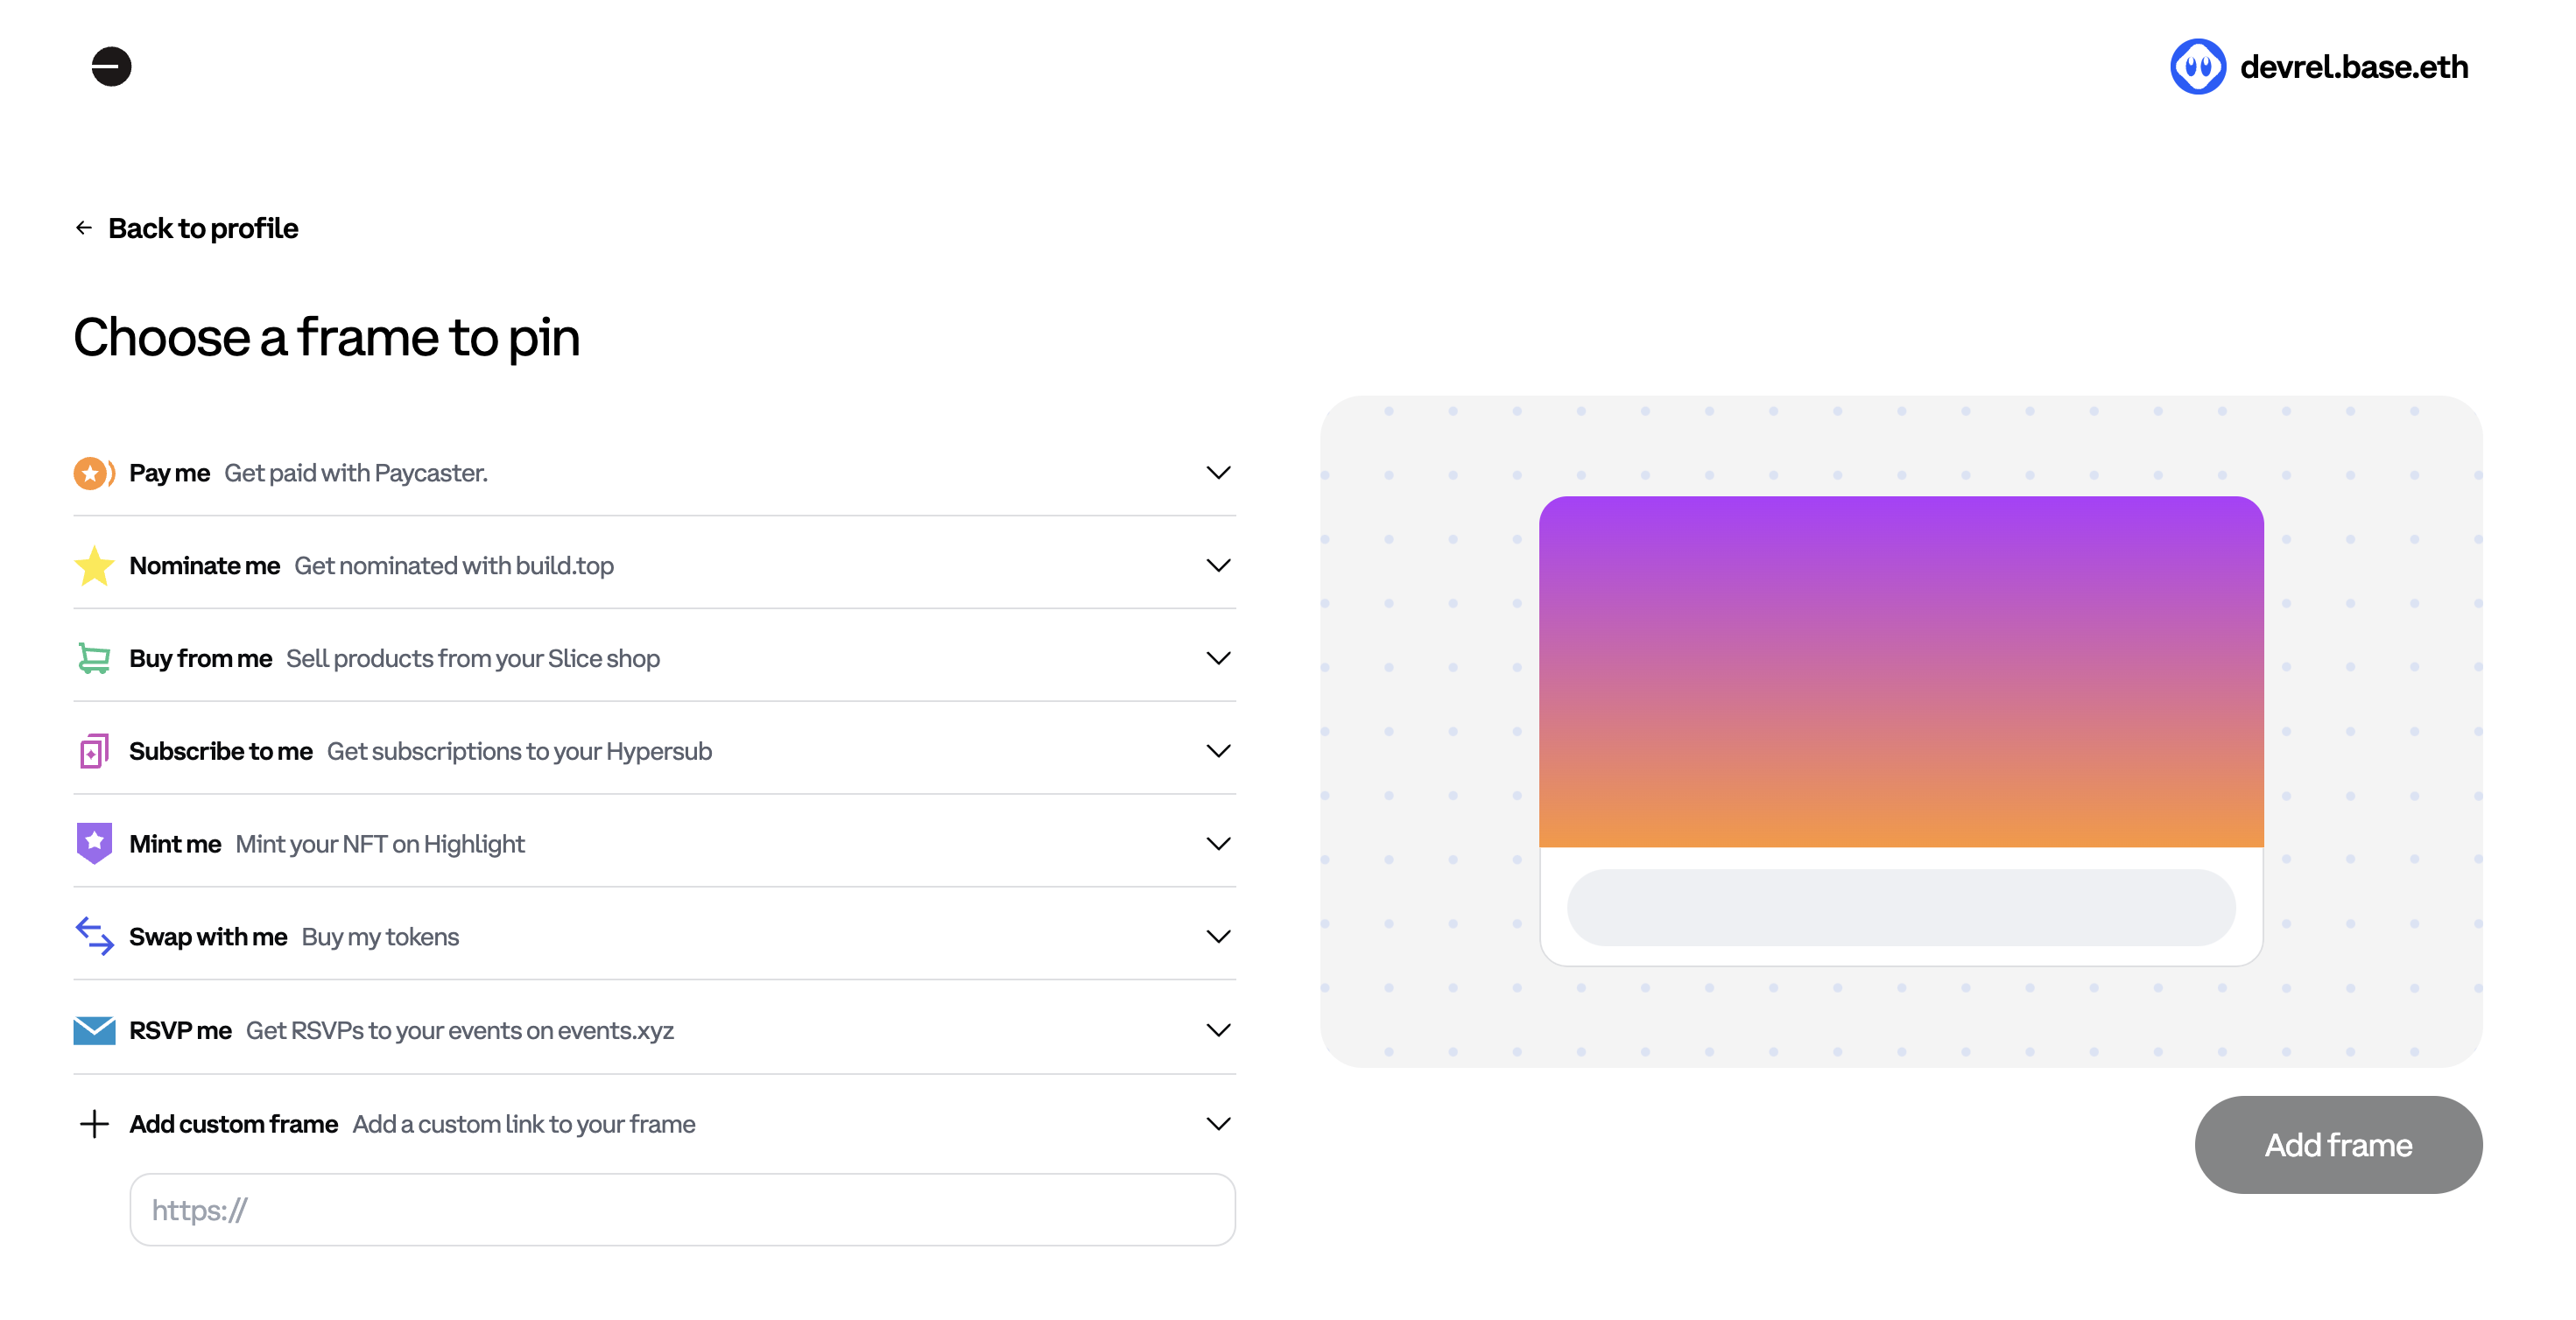 devrel.base.eth
← Back to profile
Choose a frame to pin
Pay me Get paid with Paycaster.
Nominate me Get nominated with build.top
Buy from me Sell products from your Slice shop
Subscribe to me Get subscriptions to your Hypersub
Mint me Mint your NFT on Highlight
Swap with me Buy my tokens
RSVP me Get RSVPs to your events on events.xyz
Add custom frame Add a custom link to your frame
https://
Add frame